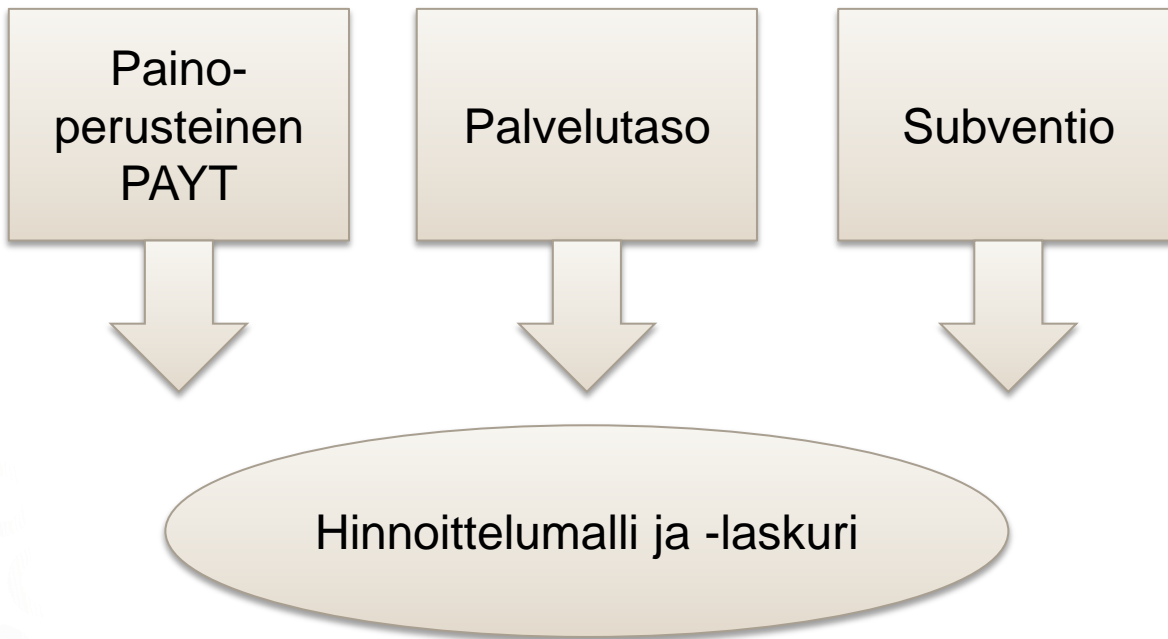 Paino-
perusteinen
PAYT
Palvelutaso
Subventio
Hinnoittelumalli ja -laskuri